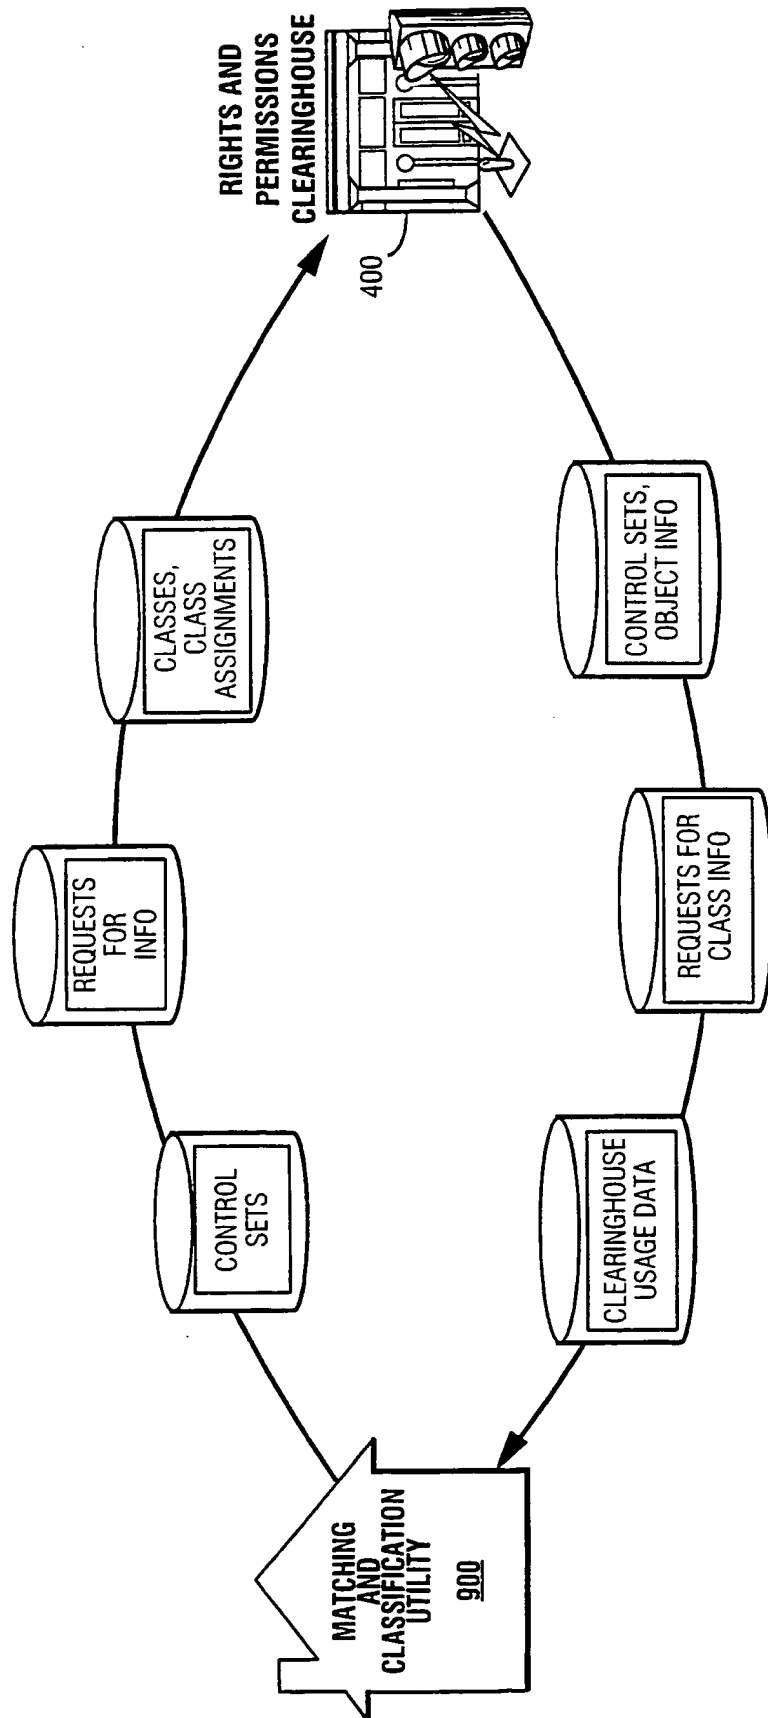 MATCHING
AND
CLASSIFICATION
UTILITY
900
CONTROL
SETS
REQUESTS
FOR
INFO
CLASSES,
CLASS
ASSIGNMENTS
RIGHTS AND
PERMISSIONS
CLEARINGHOUSE
400
CLEARINGHOUSE
USAGE DATA
REQUESTS FOR
CLASS INFO
CONTROL SETS,
OBJECT INFO